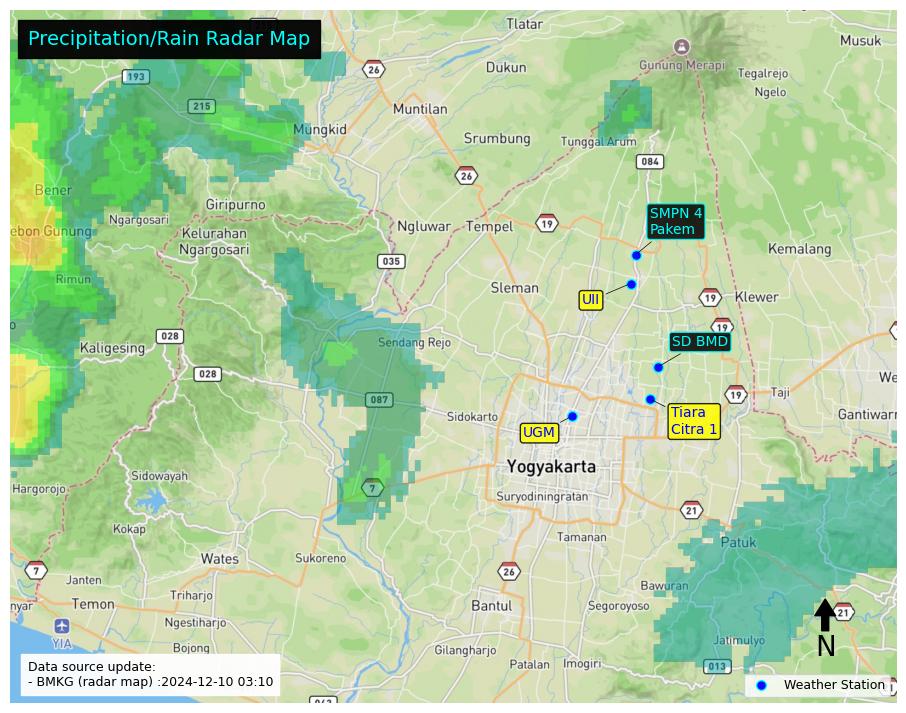 Precipitation/Rain Radar Map
Tlatar
Musuk
26
Dukun
Gunung Merapi
Tegalrejo
Ngelo
193
215
Muntilan
Mungkid
Srumbung
Tunggal Arum
084
26
Bener
Giripurno
Ngargosari
Kelurahan
Ngargosari
ebon Gunung
Ngluwar
Tempel
19
SMPN 4
Pakem
Kemalang
035
Rimun
Sleman
UII
19
Klewer
19
028
Kaligesing
Sendang Rejo
SD BMD
028
We
087
19
Taji
Sidokarto
Tiara
Citra 1
Gantiwarn
UGM
Yogyakarta
Sidowayah
Hargorojo
7
Suryodiningratan
21
Kokap
Tamanan
Patuk
Wates
Sukoreno
7
Janten
26
Bawuran
Triharjo
nyar
Temon
Bantul
Segoroyoso
21
Ngestiharjo
YIA
N
Bojong
Gilangharjo
Jatimulyo
Patalan
Imogiri
013
Data source update:
- BMKG (radar map) :2024-12-10 03:10
Weather Station